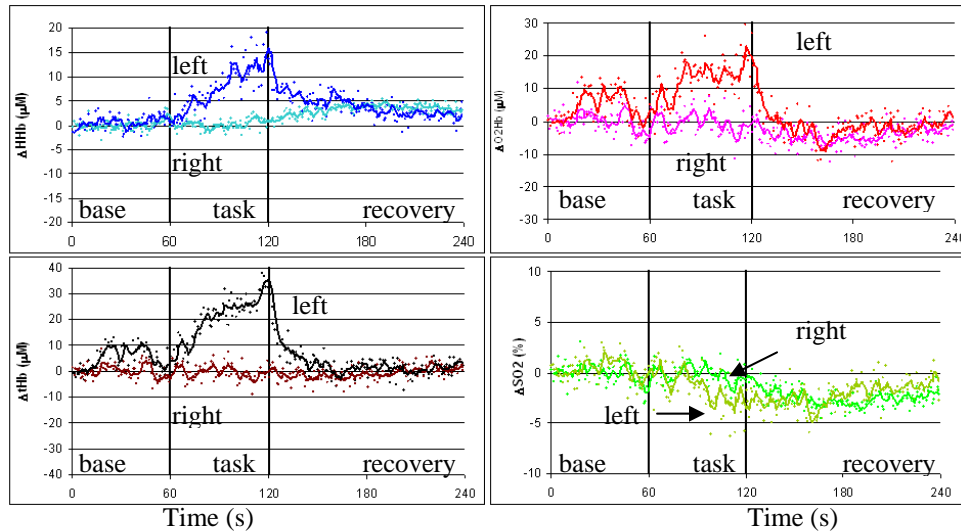 ΔHHb (μM)
20
15
10
5
0
-5
-10
-15
-20
left
right
base task recovery
0 60 120 180 240
ΔO2Hb (μM)
30
20
10
0
-10
-20
-30
left
right
base task recovery
0 60 120 180 240
ΔHHb (μM)
40
30
20
10
0
-10
-20
-30
-40
left
right
base task recovery
0 60 120 180 240
Time (s)
ΔSO2 (%)
10
5
0
-5
-10
right
left
base task recovery
0 60 120 180 240
Time (s)